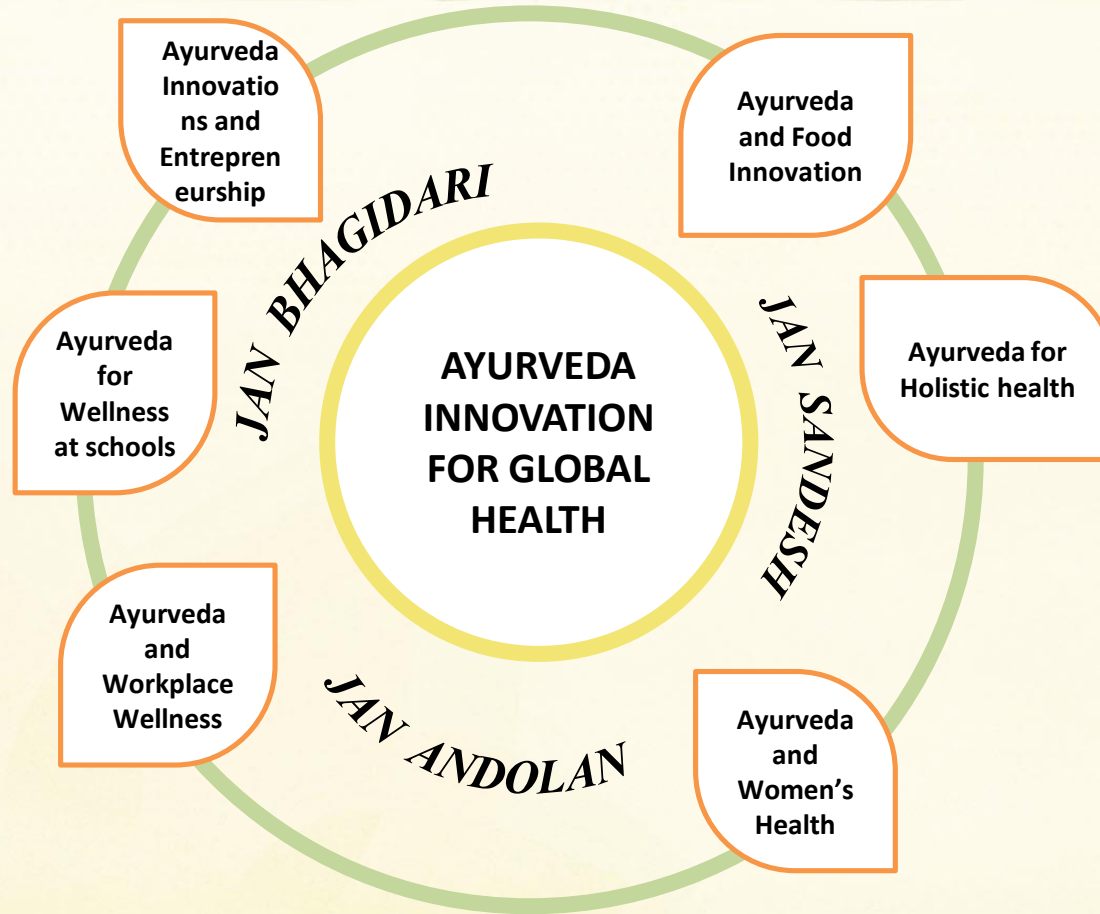 Ayurveda
Innovatio
ns and
Entrepren
eurship
Ayurveda
and Food
Innovation
JAN BHAGIDARI
JAN SANDESH
Ayurveda
for
Wellness
at schools
AYURVEDA
INNOVATION
FOR GLOBAL
HEALTH
Ayurveda for
Holistic health
Ayurveda
and
Workplace
Wellness
JAN ANDOLAN
Ayurveda
and
Women’s
Health